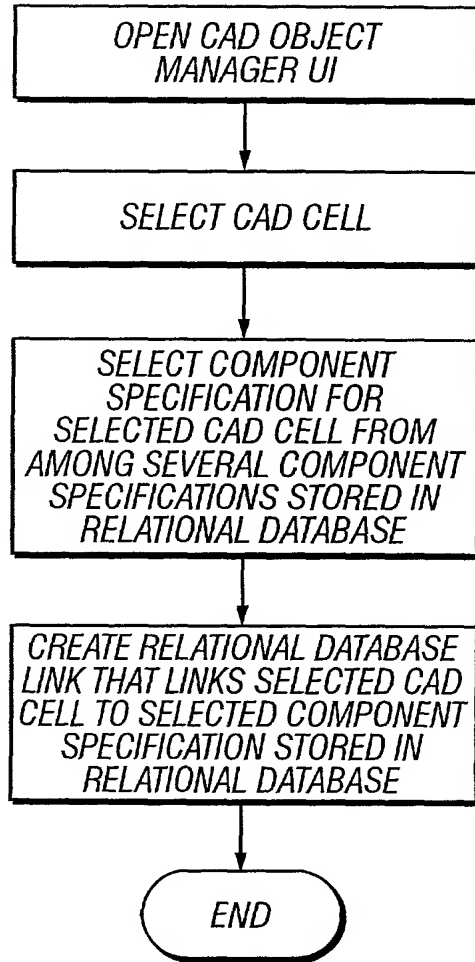 OPEN CAD OBJECT
MANAGER UI
SELECT CAD CELL
SELECT COMPONENT
SPECIFICATION FOR
SELECTED CAD CELL FROM
AMONG SEVERAL COMPONENT
SPECIFICATIONS STORED IN
RELATIONAL DATABASE
CREATE RELATIONAL DATABASE
LINK THAT LINKS SELECTED CAD
CELL TO SELECTED COMPONENT
SPECIFICATION STORED IN
RELATIONAL DATABASE
END